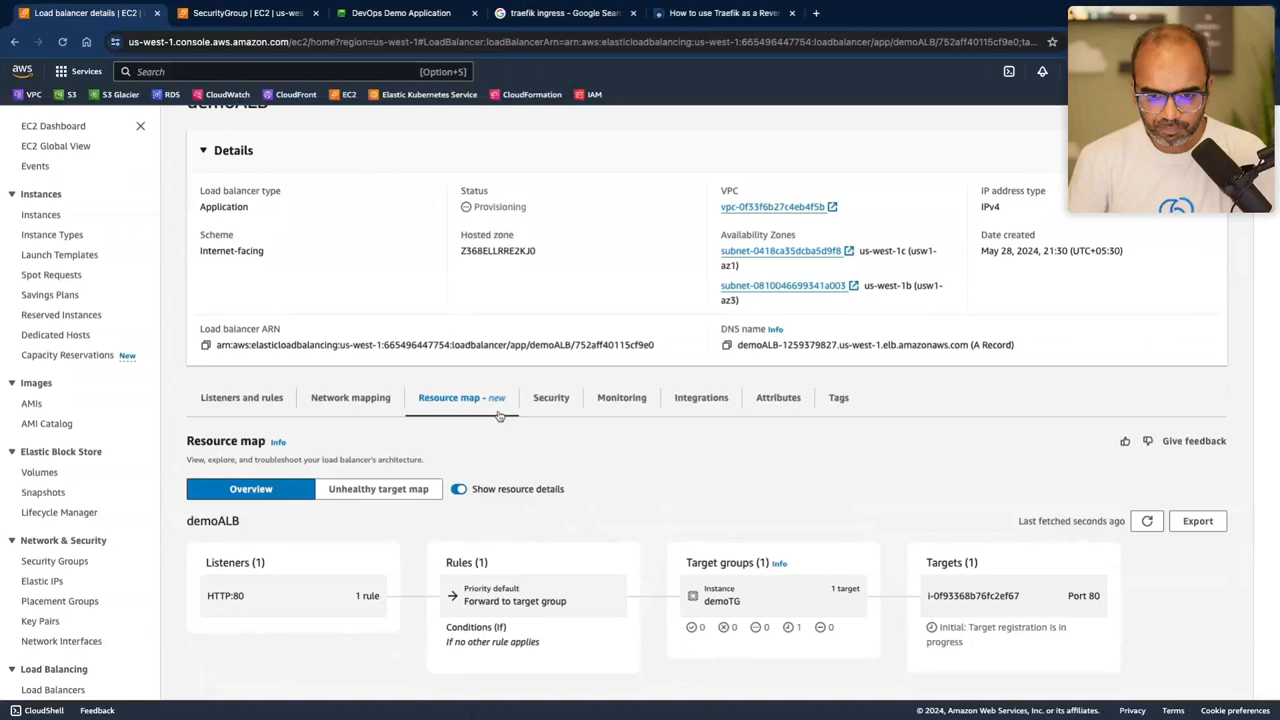 Load balancer details | EC2 |
SecurityGroup | EC2 | us-wes
DevOps Demo Application
traefik ingress - Google Sear
How to use Traefik as a Reve
us-west-1.console.aws.amazon.com/ec2/home?region=us-west-1#LoadBalancer:loadBalancerArn=arn:aws:elasticloadbalancing:us-west-1:665496447754:loadbalancer/app/demoALB/752aff40115cf9e0;ta...
aws
Services
Search
[Option+S]
VPC
S3
S3 Glacier
RDS
CloudWatch
CloudFront
EC2
Elastic Kubernetes Service
CloudFormation
IAM
EC2 Dashboard
EC2 Global View
Events
Instances
Instances
Instance Types
Launch Templates
Spot Requests
Savings Plans
Reserved Instances
Dedicated Hosts
Capacity Reservations New
Images
AMIs
AMI Catalog
Elastic Block Store
Volumes
Snapshots
Lifecycle Manager
Network & Security
Security Groups
Elastic IPs
Placement Groups
Key Pairs
Network Interfaces
Load Balancing
Load Balancers
demoALB
Details
Load balancer type
Application
Status
Provisioning
VPC
vpc-0f33f6b27c4eb4f5b
IP address type
IPv4
Scheme
Internet-facing
Hosted zone
Z368ELLRRE2KJ0
Availability Zones
subnet-0418ca35dcba5d9f8 us-west-1c (usw1-
az1)
subnet-0810046699341a003 us-west-1b (usw1-
az3)
Date created
May 28, 2024, 21:30 (UTC+05:30)
Load balancer ARN
arn:aws:elasticloadbalancing:us-west-1:665496447754:loadbalancer/app/demoALB/752aff40115cf9e0
DNS name Info
demoALB-1259379827.us-west-1.elb.amazonaws.com (A Record)
Listeners and rules
Network mapping
Resource map - new
Security
Monitoring
Integrations
Attributes
Tags
Resource map Info
View, explore, and troubleshoot your load balancer's architecture.
Give feedback
Overview
Unhealthy target map
Show resource details
demoALB
Last fetched seconds ago
Export
Listeners (1)
HTTP:80 1 rule
Rules (1)
Priority default
Forward to target group
Conditions (If)
If no other rule applies
Target groups (1) Info
Instance 1 target
demoTG
0 0 0 1 0
Targets (1)
i-0f93368b76fc2ef67 Port 80
Initial: Target registration is in
progress
CloudShell
Feedback
© 2024, Amazon Web Services, Inc. or its affiliates.
Privacy
Terms
Cookie preferences